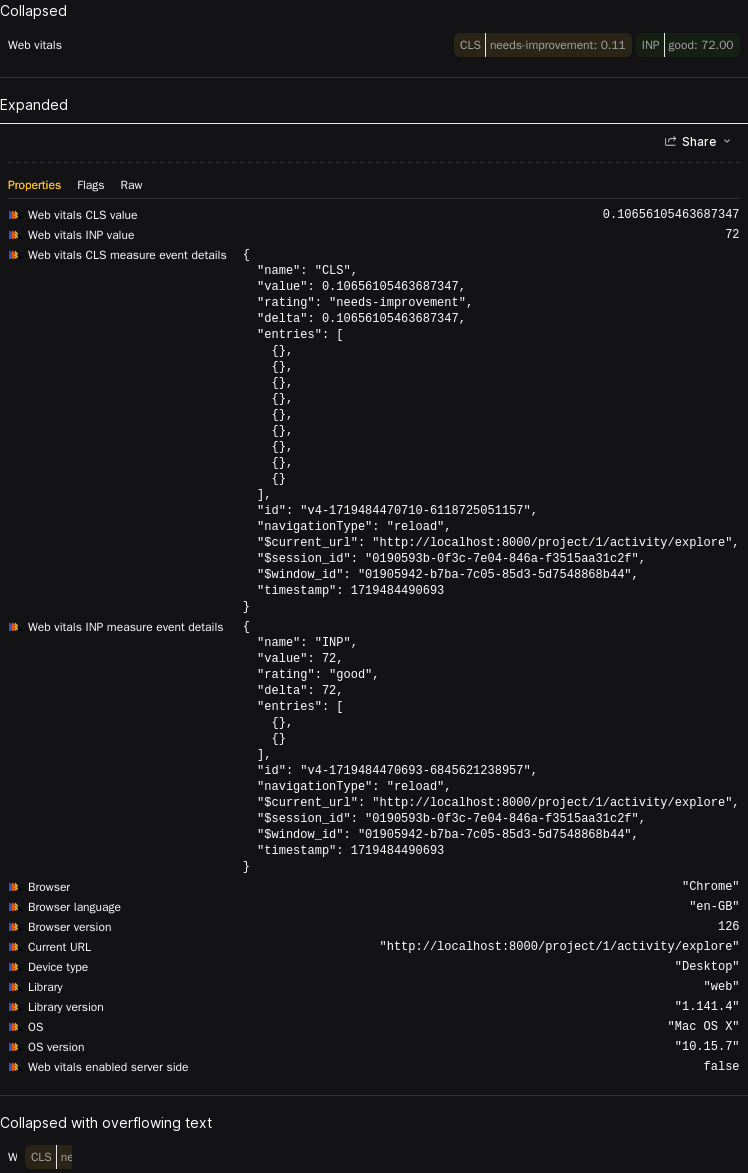 Collapsed
Web vitals CLS needs-improvement: 0.11 INP good: 72.00
Expanded
Share
Properties Flags Raw
Web vitals CLS value 0.10656105463687347
Web vitals INP value 72
Web vitals CLS measure event details {
"name": "CLS",
"value": 0.10656105463687347,
"rating": "needs-improvement",
"delta": 0.10656105463687347,
"entries": [
{},
{},
{},
{},
{},
{},
{},
{},
{}
],
"id": "v4-1719484470710-6118725051157",
"navigationType": "reload",
"$current_url": "http://localhost:8000/project/1/activity/explore",
"$session_id": "0190593b-0f3c-7e04-846a-f3515aa31c2f",
"$window_id": "01905942-b7ba-7c05-85d3-5d7548868b44",
"timestamp": 1719484490693
}
Web vitals INP measure event details {
"name": "INP",
"value": 72,
"rating": "good",
"delta": 72,
"entries": [
{},
{}
],
"id": "v4-1719484470693-6845621238957",
"navigationType": "reload",
"$current_url": "http://localhost:8000/project/1/activity/explore",
"$session_id": "0190593b-0f3c-7e04-846a-f3515aa31c2f",
"$window_id": "01905942-b7ba-7c05-85d3-5d7548868b44",
"timestamp": 1719484490693
}
Browser "Chrome"
Browser language "en-GB"
Browser version 126
Current URL "http://localhost:8000/project/1/activity/explore"
Device type "Desktop"
Library "web"
Library version "1.141.4"
OS "Mac OS X"
OS version "10.15.7"
Web vitals enabled server side false
Collapsed with overflowing text
W CLS ne